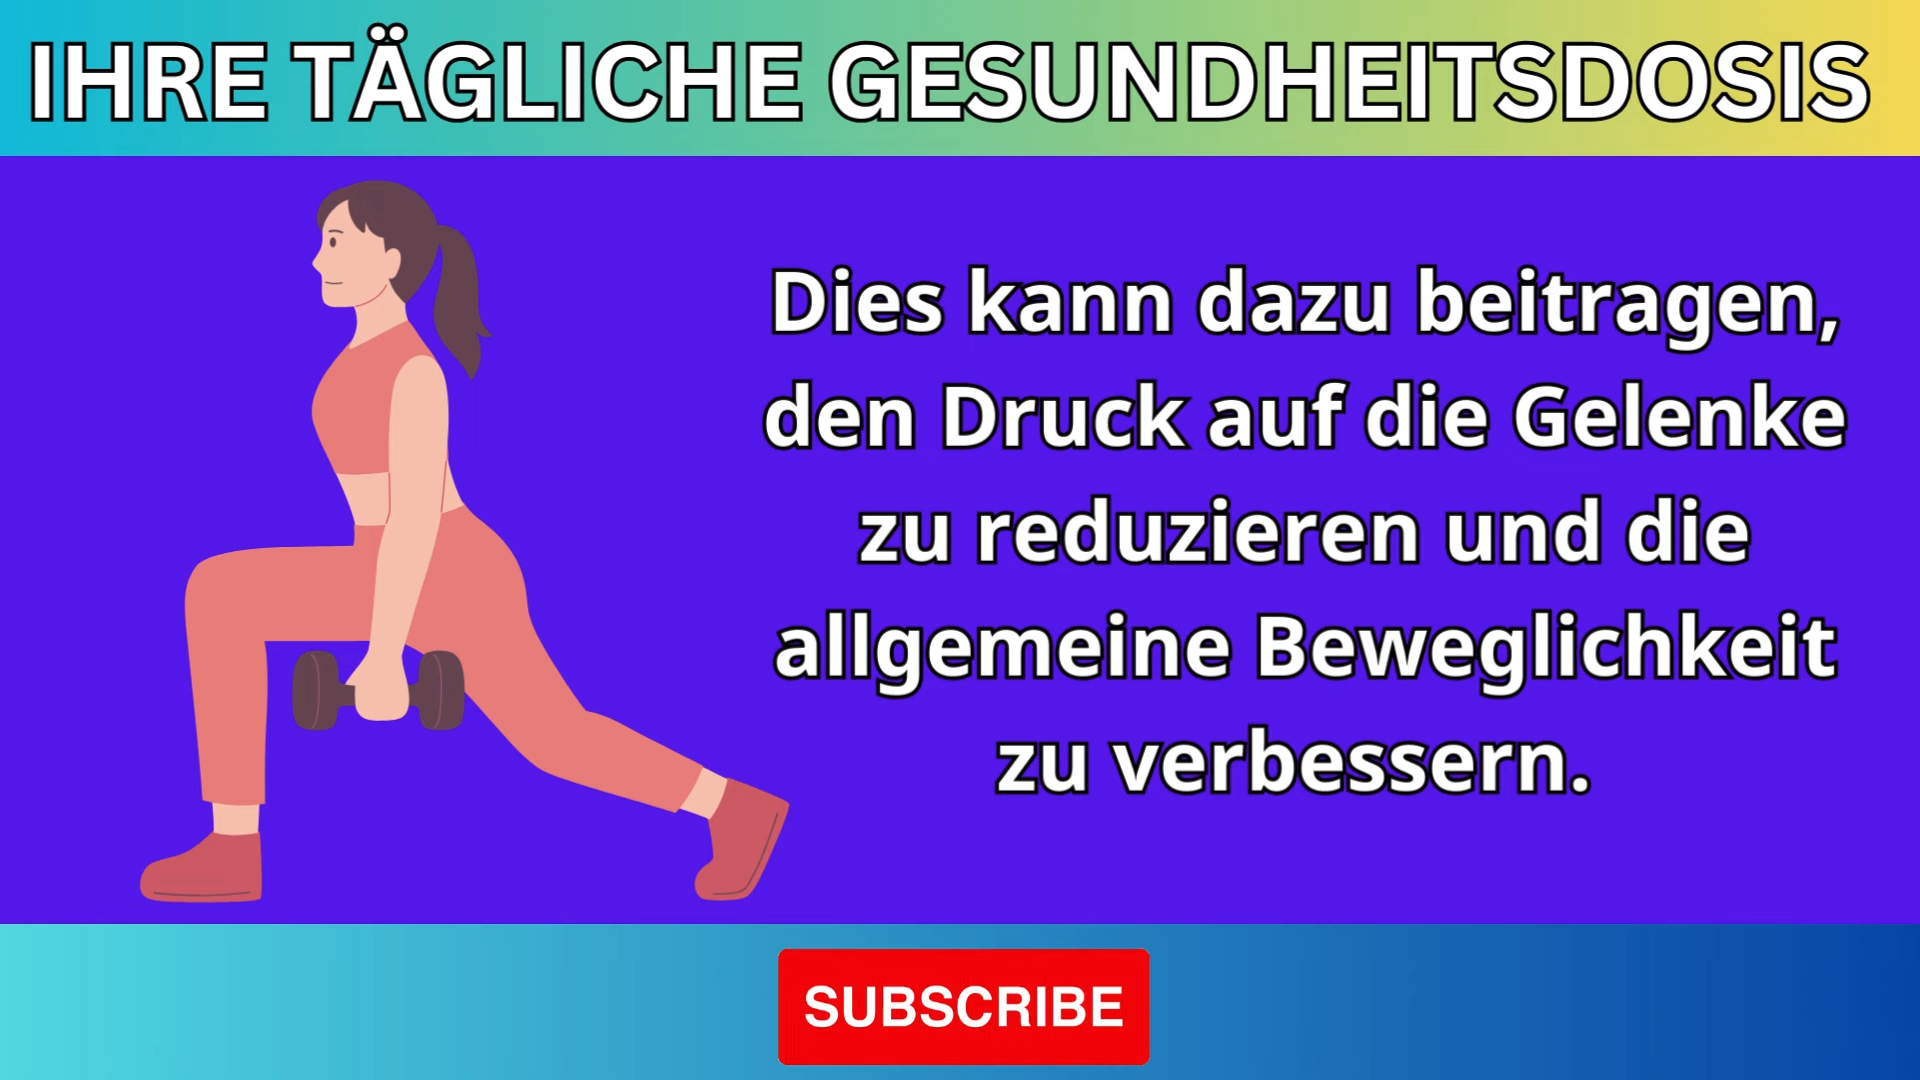 IHRE TÄGLICHE GESUNDHEITSDOSIS
Dies kann dazu beitragen,
den Druck auf die Gelenke
zu reduzieren und die
allgemeine Beweglichkeit
zu verbessern.
SUBSCRIBE